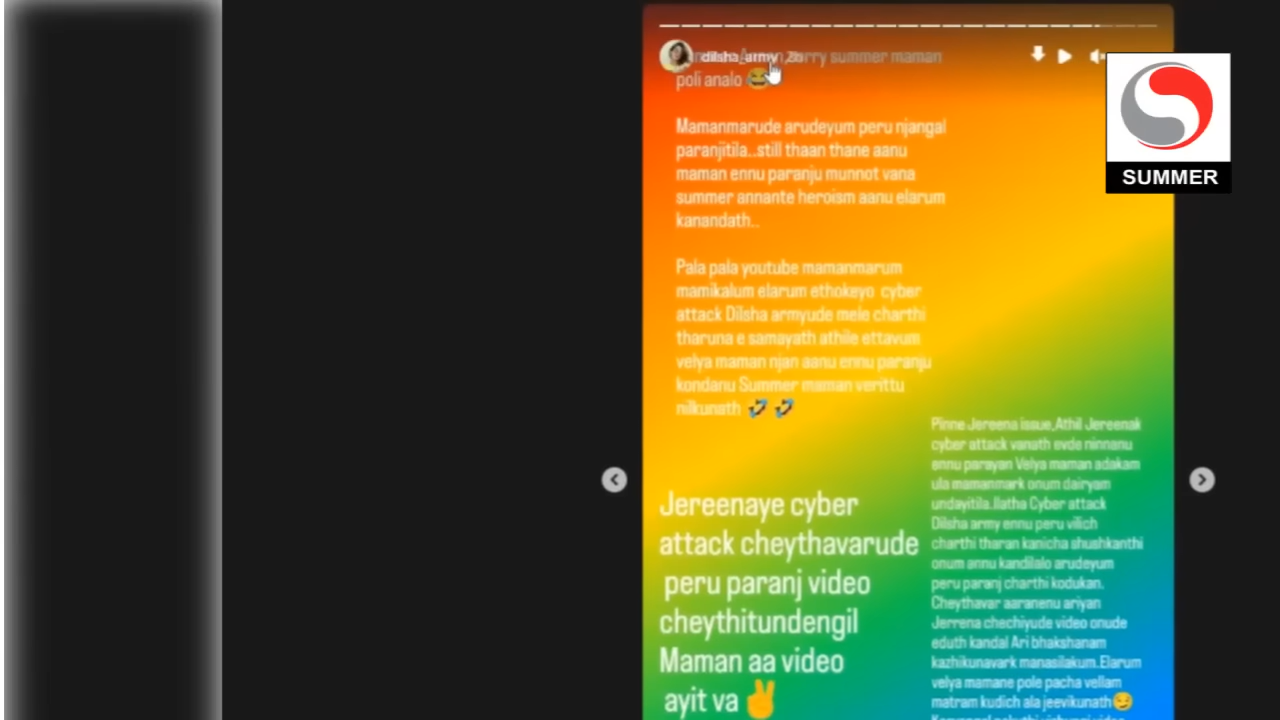 dilsha_army 2h
sorry summer maman
poli analo 😂
Mamanmarude arudeyum peru njangal
paranjitila..still thaan thane aanu
maman ennu paranju munnot vana
summer annante heroism aanu elarum
kanandath..
Pala pala youtube mamanmarum
mamikalum elarum ethokeyo cyber
attack Dilsha armyude mele charthi
tharuna e samayath athile ettavum
velya maman njan aanu ennu paranju
kondanu Summer maman verittu
nilkunath 🤣 🤣
Jereenaye cyber
attack cheythavarude
peru paranj video
cheythitundengil
Maman aa video
ayit va ✌️
Pinne Jereena issue,Athil Jereenak
cyber attack vanath evde ninnanu
ennu parayan Velya maman adakam
ula mamanmark onum dairyam
undayitila.Ilatha Cyber attack
Dilsha army ennu peru vilich
charthi tharan kanicha shushkanthi
onum annu kandilalo arudeyum
peru paranj charthi kodukan.
Cheythavar aaranenu ariyan
Jerrena chechiyude video onude
eduth kandal Ari bhakshanam
kazhikunavark manasilakum.Elarum
velya mamane pole pacha vellam
matram kudich ala jeevikunath😏
SUMMER